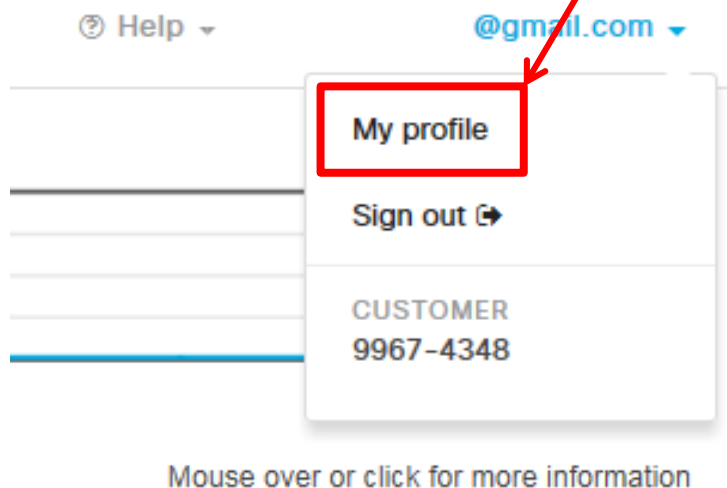 Help
@gmail.com
My profile
Sign out
CUSTOMER
9967-4348
Mouse over or click for more information